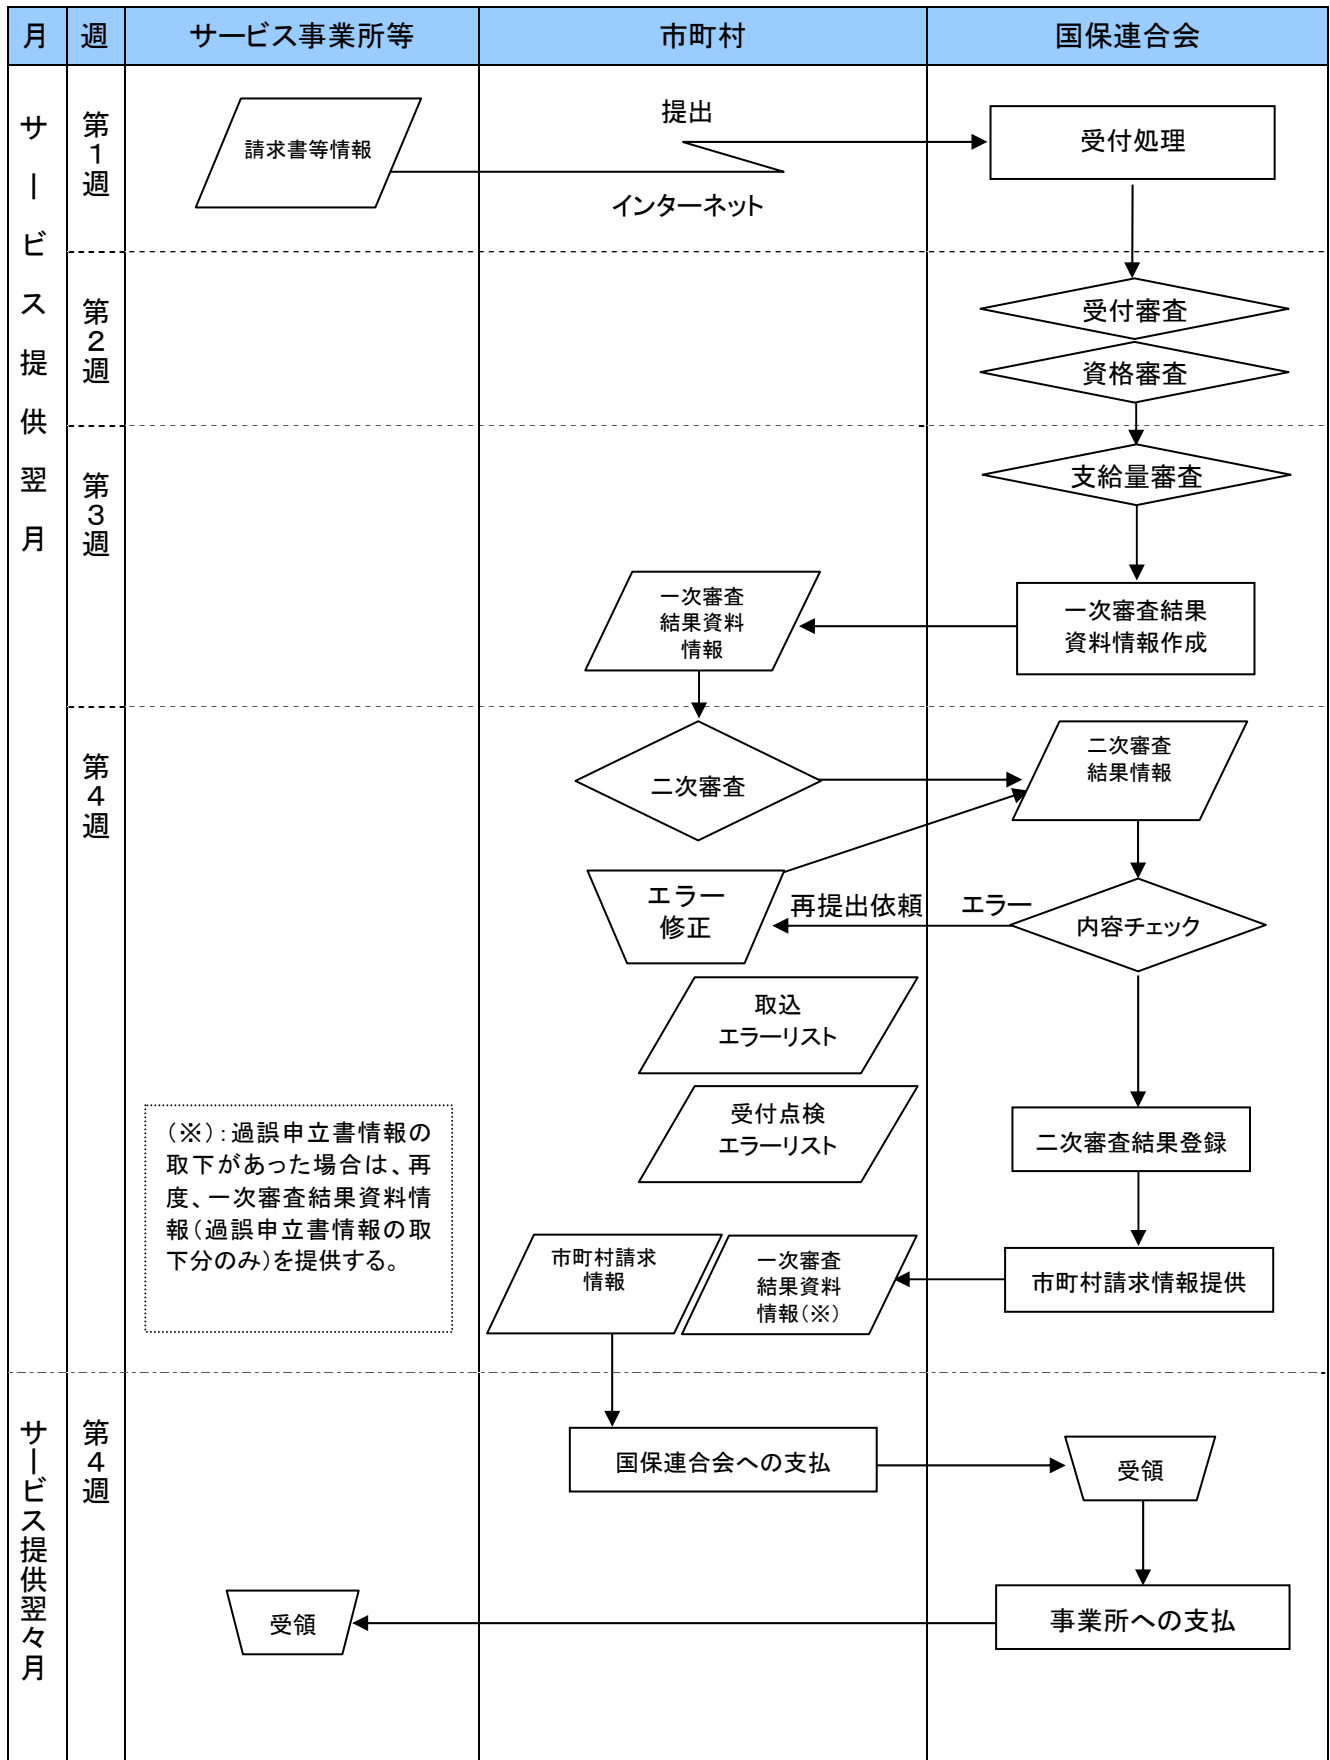 月
週
サービス事業所等
市町村
国保連合会
サービス提供翌月
第1週
請求書等情報
提出
インターネット
受付処理
第2週
受付審査
資格審査
第3週
支給量審査
一次審査
結果資料
情報
一次審査結果
資料情報作成
第4週
二次審査
二次審査
結果情報
エラー
修正
再提出依頼
エラー
内容チェック
取込
エラーリスト
受付点検
エラーリスト
二次審査結果登録
(※):過誤申立書情報の
取下があった場合は、再
度、一次審査結果資料情
報(過誤申立書情報の取
下分のみ)を提供する。
市町村請求
情報
一次審査
結果資料
情報(※)
市町村請求情報提供
サービス提供翌々月
第4週
国保連合会への支払
受領
受領
事業所への支払